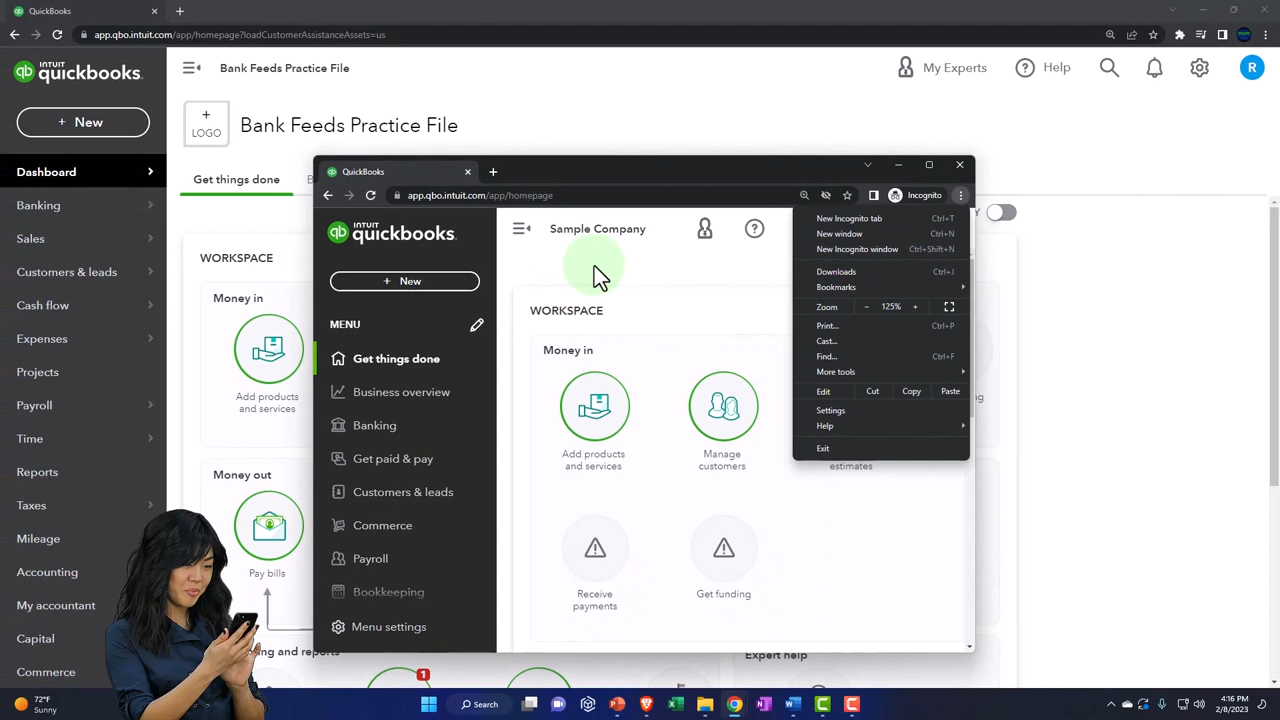 QuickBooks
app.qbo.intuit.com/app/homepage?loadCustomerAssistanceAssets=us
INTUIT
quickbooks.
Bank Feeds Practice File
My Experts
Help
R
+ New
+
LOGO
Bank Feeds Practice File
Dashboard
Banking
Sales
Customers & leads
Cash flow
Expenses
Projects
Payroll
Time
Reports
Taxes
Mileage
Accounting
My accountant
Capital
Commerce
Get things done
B
Y
WORKSPACE
Money in
Add products
and services
Money out
Pay bills
ng and reports
1
Expert help
ng
QuickBooks
app.qbo.intuit.com/app/homepage
Incognito
INTUIT
quickbooks.
+ New
MENU
Get things done
Business overview
Banking
Get paid & pay
Customers & leads
Commerce
Payroll
Bookkeeping
Menu settings
Sample Company
WORKSPACE
Money in
Add products
and services
Manage
customers
estimates
Receive
payments
Get funding
New Incognito tab Ctrl+T
New window Ctrl+N
New Incognito window Ctrl+Shift+N
Downloads Ctrl+J
Bookmarks
Zoom - 125% +
Print... Ctrl+P
Cast...
Find... Ctrl+F
More tools
Edit Cut Copy Paste
Settings
Help
Exit
72°F
Sunny
Search
4:16 PM
2/8/2023